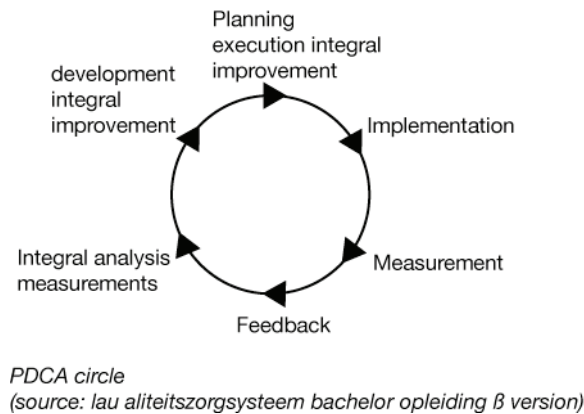 Planning
execution integral
improvement
Implementation
Measurement
Feedback
Integral analysis
measurements
development
integral
improvement
PDCA circle
(source: lau aliteitszorgsysteem bachelor opleiding ß version)